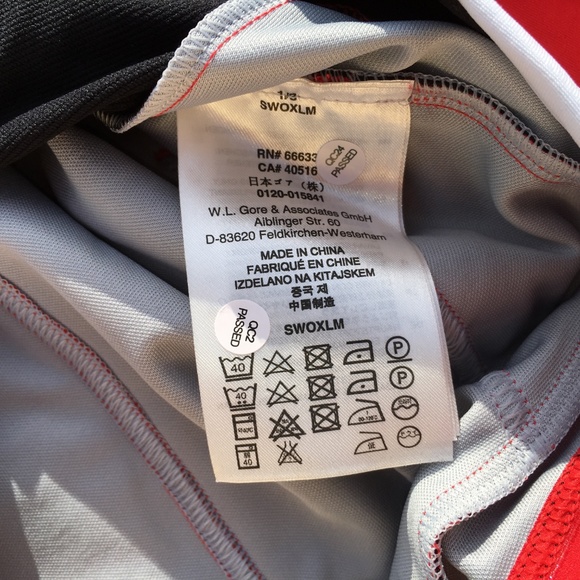 SWOXLM
RN# 66633
CA# 40516
日本ゴア(株)
0120-015841
W.L. Gore & Associates GmbH
Aiblinger Str. 60
D-83620 Feldkirchen-Westerham
MADE IN CHINA
FABRIQUÉ EN CHINE
IZDELANO NA KITAJSKEM
중국 제
中国制造
SWOXLM
QC24
PASSED
QC2
PASSED
40
P
40
P
40
低